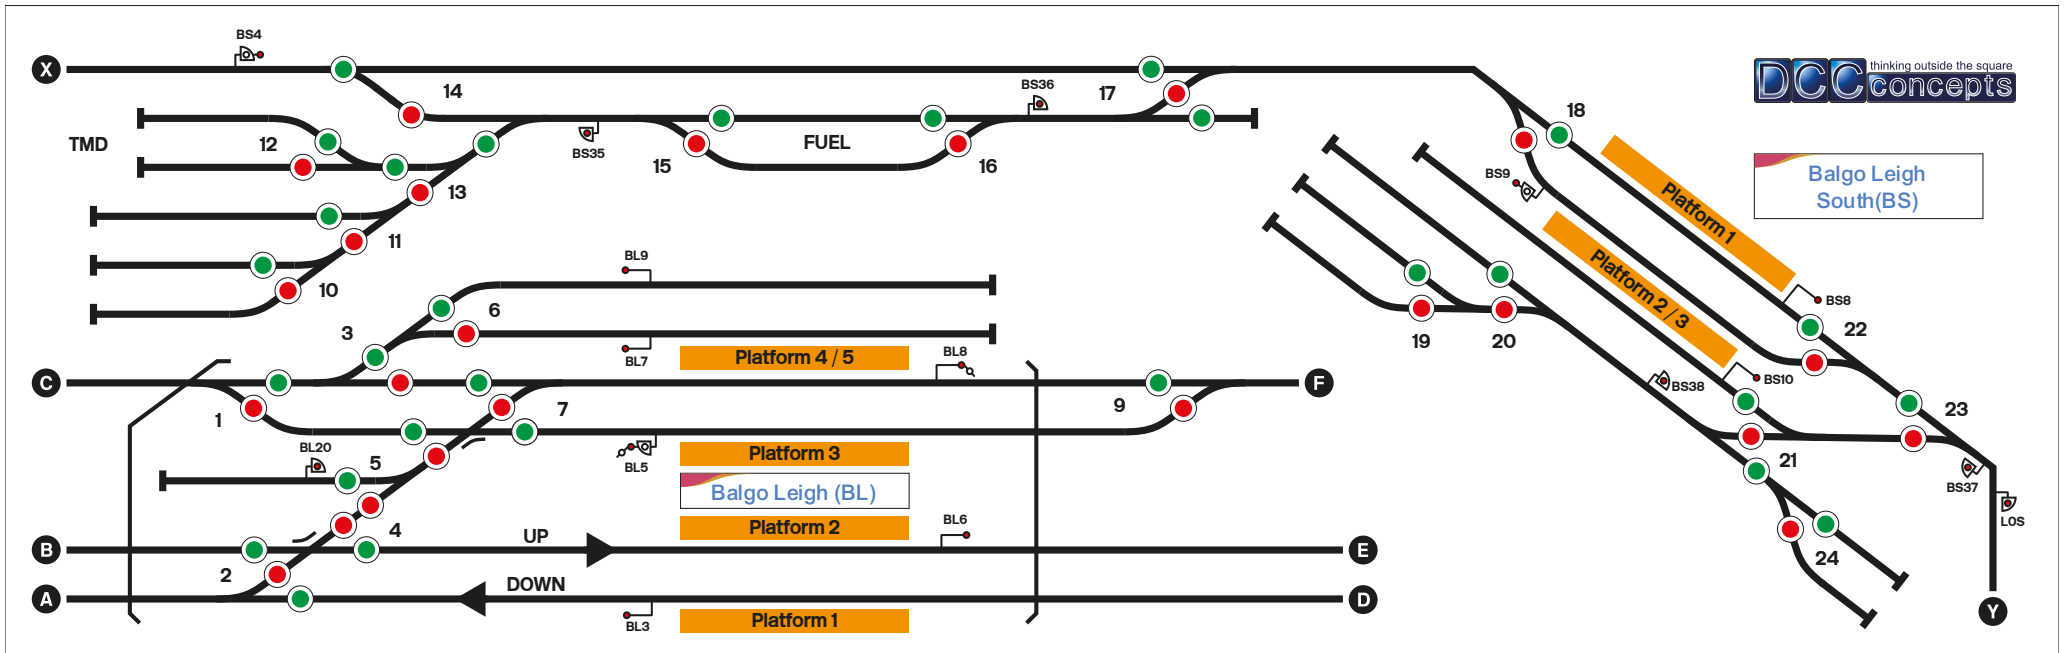 BS4
X
14
BS36
17
DCC concepts
thinking outside the square
18
TMD
12
BS35
FUEL
15
16
13
BS9
Platform 1
Balgo Leigh
South(BS)
11
10
BL9
6
3
BL7
Platform 2 / 3
BS8
22
19
20
Platform 4 / 5
BL8
C
F
1
7
9
BS38
BS10
23
BL20
5
BL5
Platform 3
21
BS37
LOS
Balgo Leigh (BL)
4
Platform 2
BL6
B
UP
E
24
2
DOWN
A
D
BL3
Platform 1
Y